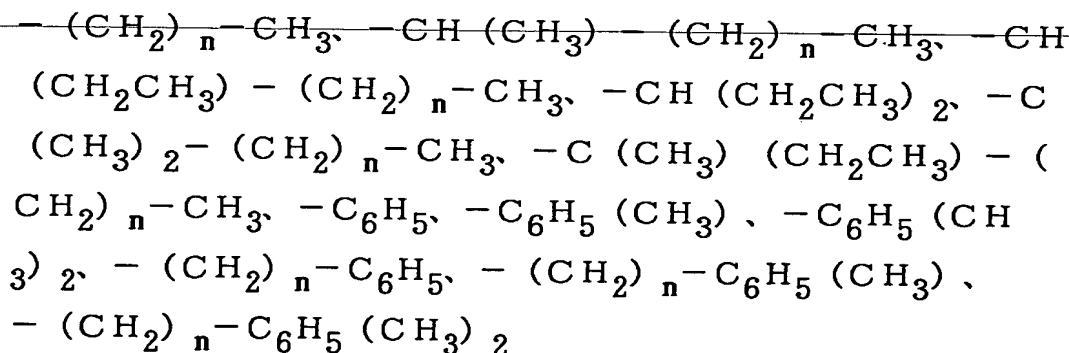 −(CH₂)ₙ−CH₃、−CH(CH₃)−(CH₂)ₙ−CH₃、−CH
(CH₂CH₃)−(CH₂)ₙ−CH₃、−CH(CH₂CH₃)₂、−C
(CH₃)₂−(CH₂)ₙ−CH₃、−C(CH₃)(CH₂CH₃)−(
CH₂)ₙ−CH₃、−C₆H₅、−C₆H₅(CH₃)、−C₆H₅(CH
₃)₂、−(CH₂)ₙ−C₆H₅、−(CH₂)ₙ−C₆H₅(CH₃)、
−(CH₂)ₙ−C₆H₅(CH₃)₂